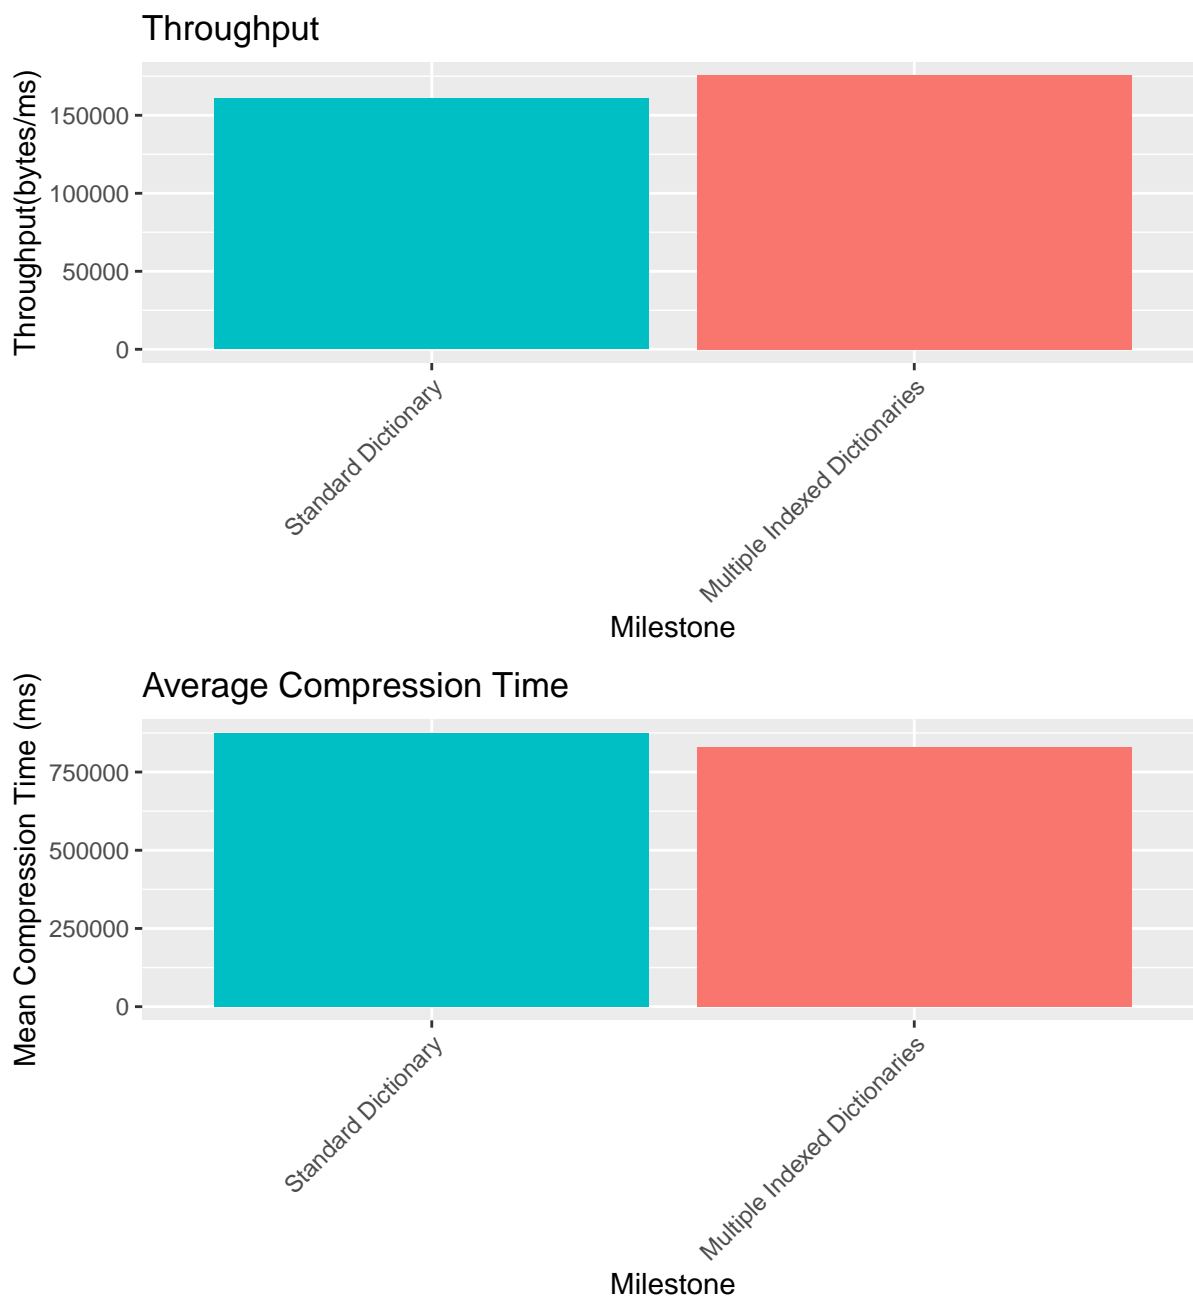 Throughput
Throughput(bytes/ms)
150000
100000
50000
0
Standard Dictionary
Multiple Indexed Dictionaries
Milestone
Average Compression Time
Mean Compression Time (ms)
750000
500000
250000
0
Standard Dictionary
Multiple Indexed Dictionaries
Milestone